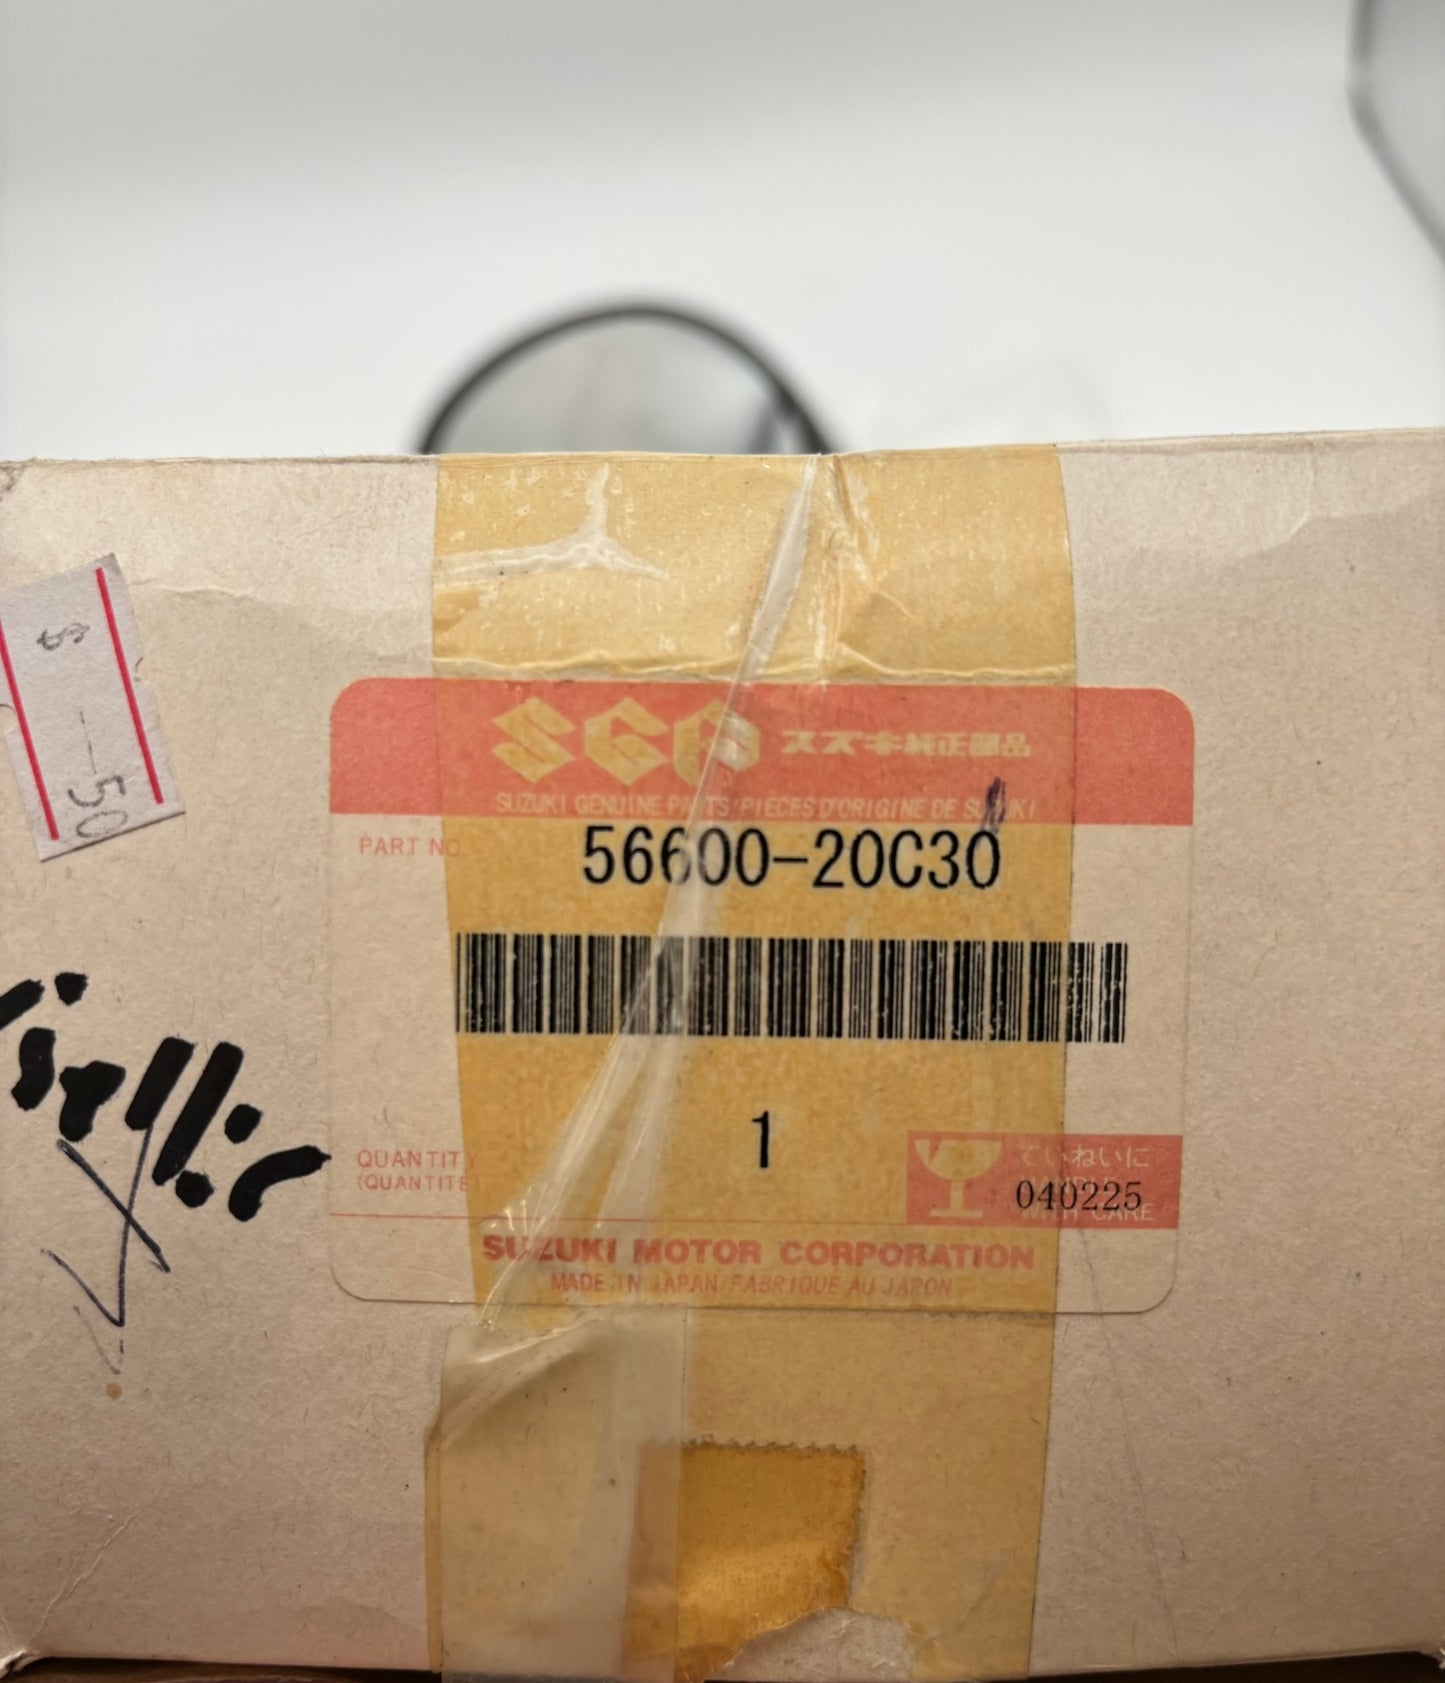 $ --50
SGP スズキ純正部品
SUZUKI GENUINE PARTS/PIECES D'ORIGINE DE SUZUKI
PART NO. 56600-20C30
QUANTITY 1
(QUANTITE)
ていねいに
040225
WITH CARE
SUZUKI MOTOR CORPORATION
MADE IN JAPAN/FABRIQUE AU JAPON